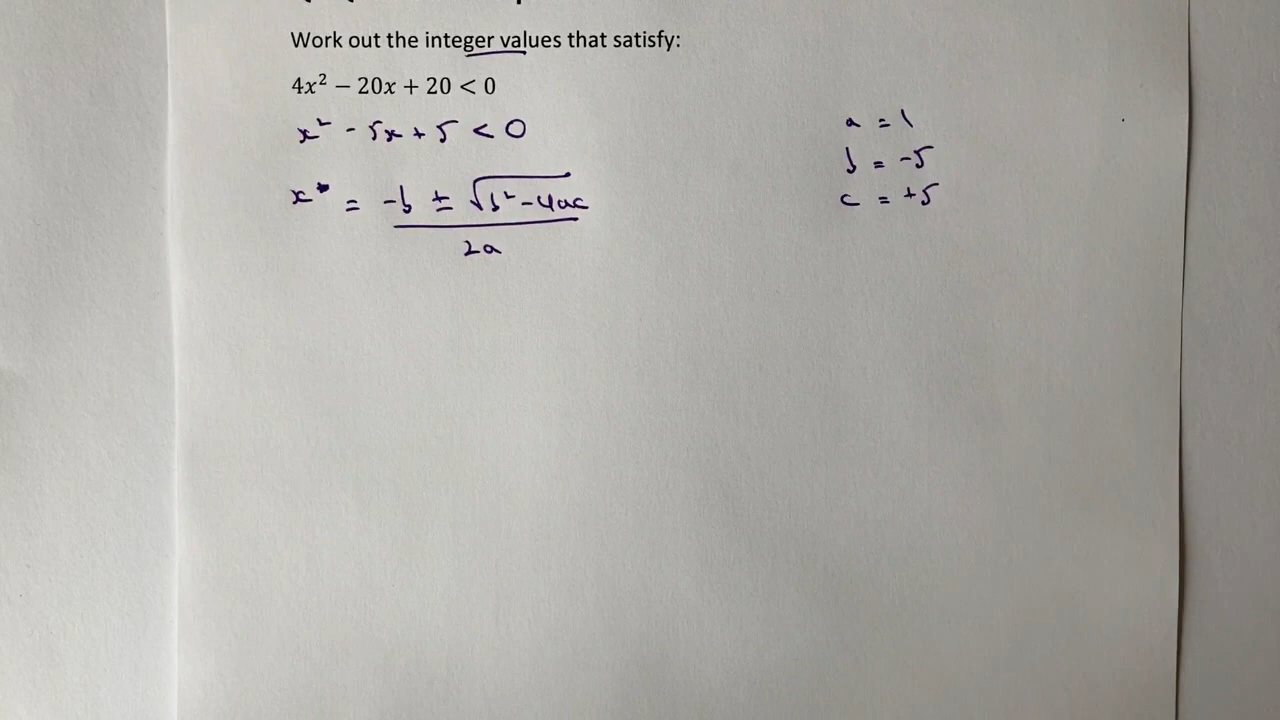 Work out the integer values that satisfy:
4x² − 20x + 20 < 0
x² - 5x + 5 < 0
a = 1
b = -5
c = +5
x = -b ± √b²-4ac
2a